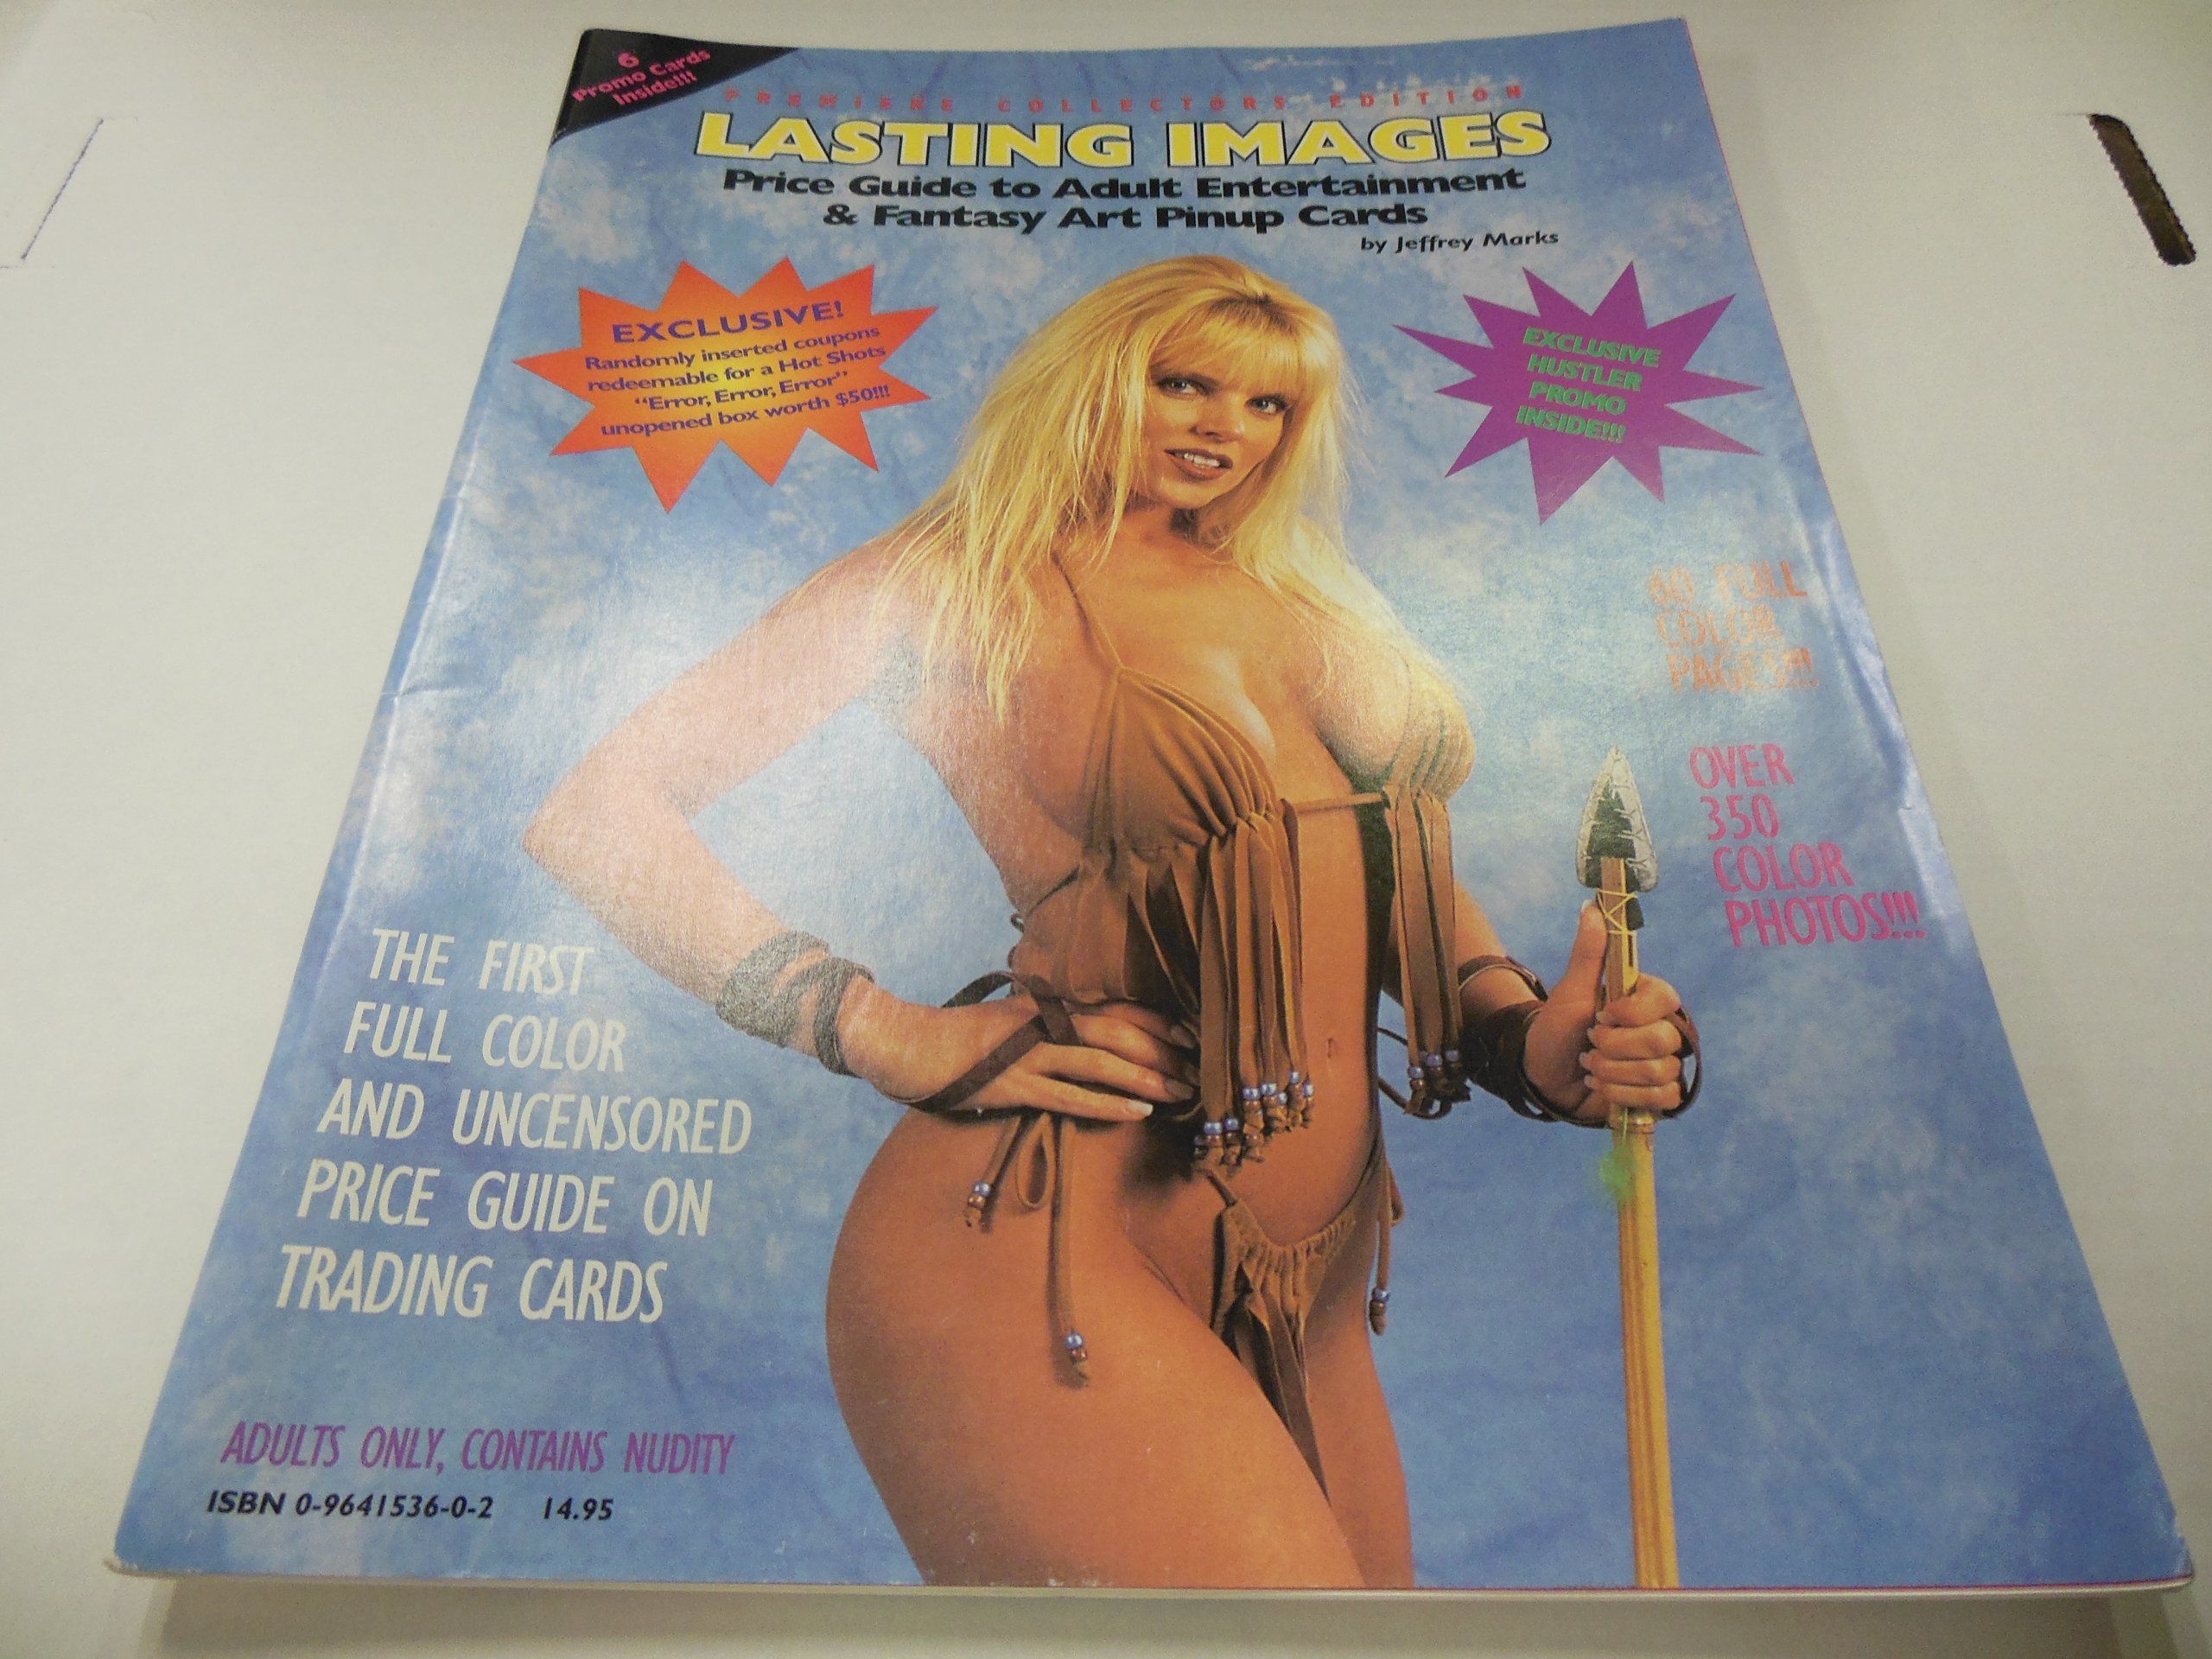 6
Promo Cards
Inside!!!
PREMIERE COLLECTORS EDITION
LASTING IMAGES
Price Guide to Adult Entertainment
& Fantasy Art Pinup Cards
by Jeffrey Marks
EXCLUSIVE!
Randomly inserted coupons
redeemable for a Hot Shots
"Error, Error, Error"
unopened box worth $50!!!
EXCLUSIVE
HUSTLER
PROMO
INSIDE!!!
60 FULL
COLOR
PAGES!!!
OVER
350
COLOR
PHOTOS!!!
THE FIRST
FULL COLOR
AND UNCENSORED
PRICE GUIDE ON
TRADING CARDS
ADULTS ONLY, CONTAINS NUDITY
ISBN 0-9641536-0-2 14.95